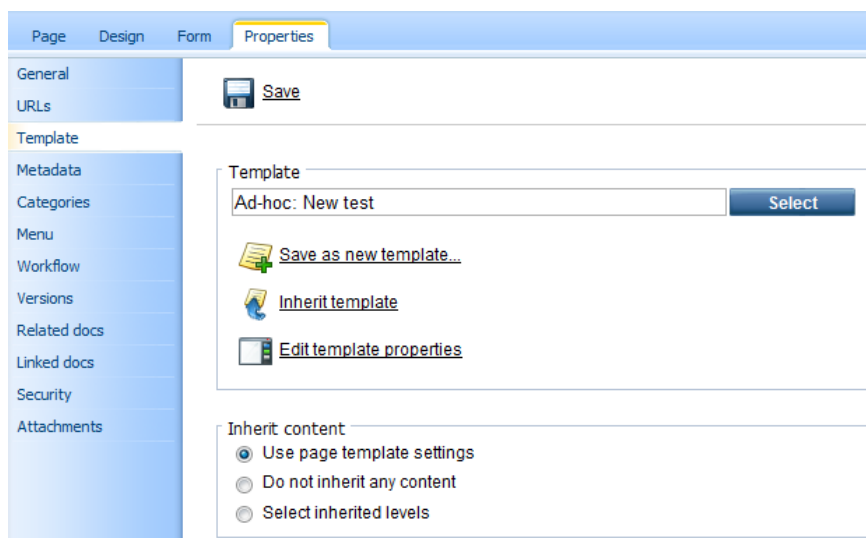 Page Design Form Properties
General
URLs
Template
Metadata
Categories
Menu
Workflow
Versions
Related docs
Linked docs
Security
Attachments
Save
Template
Ad-hoc: New test Select
Save as new template...
Inherit template
Edit template properties
Inherit content
Use page template settings
Do not inherit any content
Select inherited levels